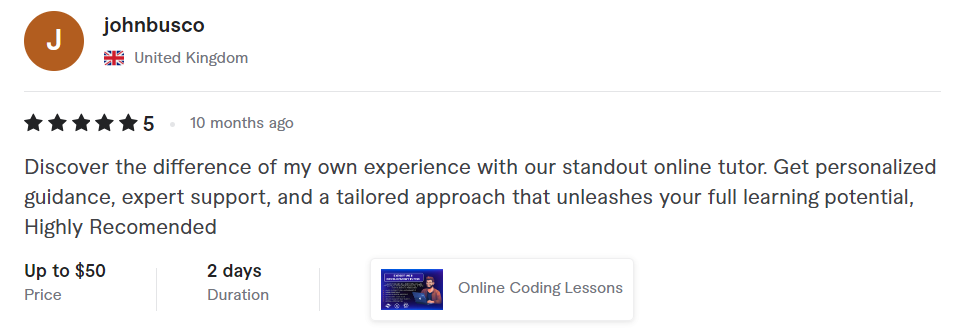 J
johnbusco
United Kingdom
5
10 months ago
Discover the difference of my own experience with our standout online tutor. Get personalized
guidance, expert support, and a tailored approach that unleashes your full learning potential,
Highly Recomended
Up to $50
Price
2 days
Duration
Online Coding Lessons